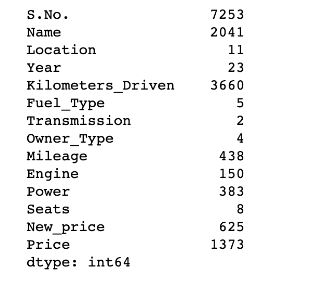 S.No. 7253
Name 2041
Location 11
Year 23
Kilometers_Driven 3660
Fuel_Type 5
Transmission 2
Owner_Type 4
Mileage 438
Engine 150
Power 383
Seats 8
New_price 625
Price 1373
dtype: int64